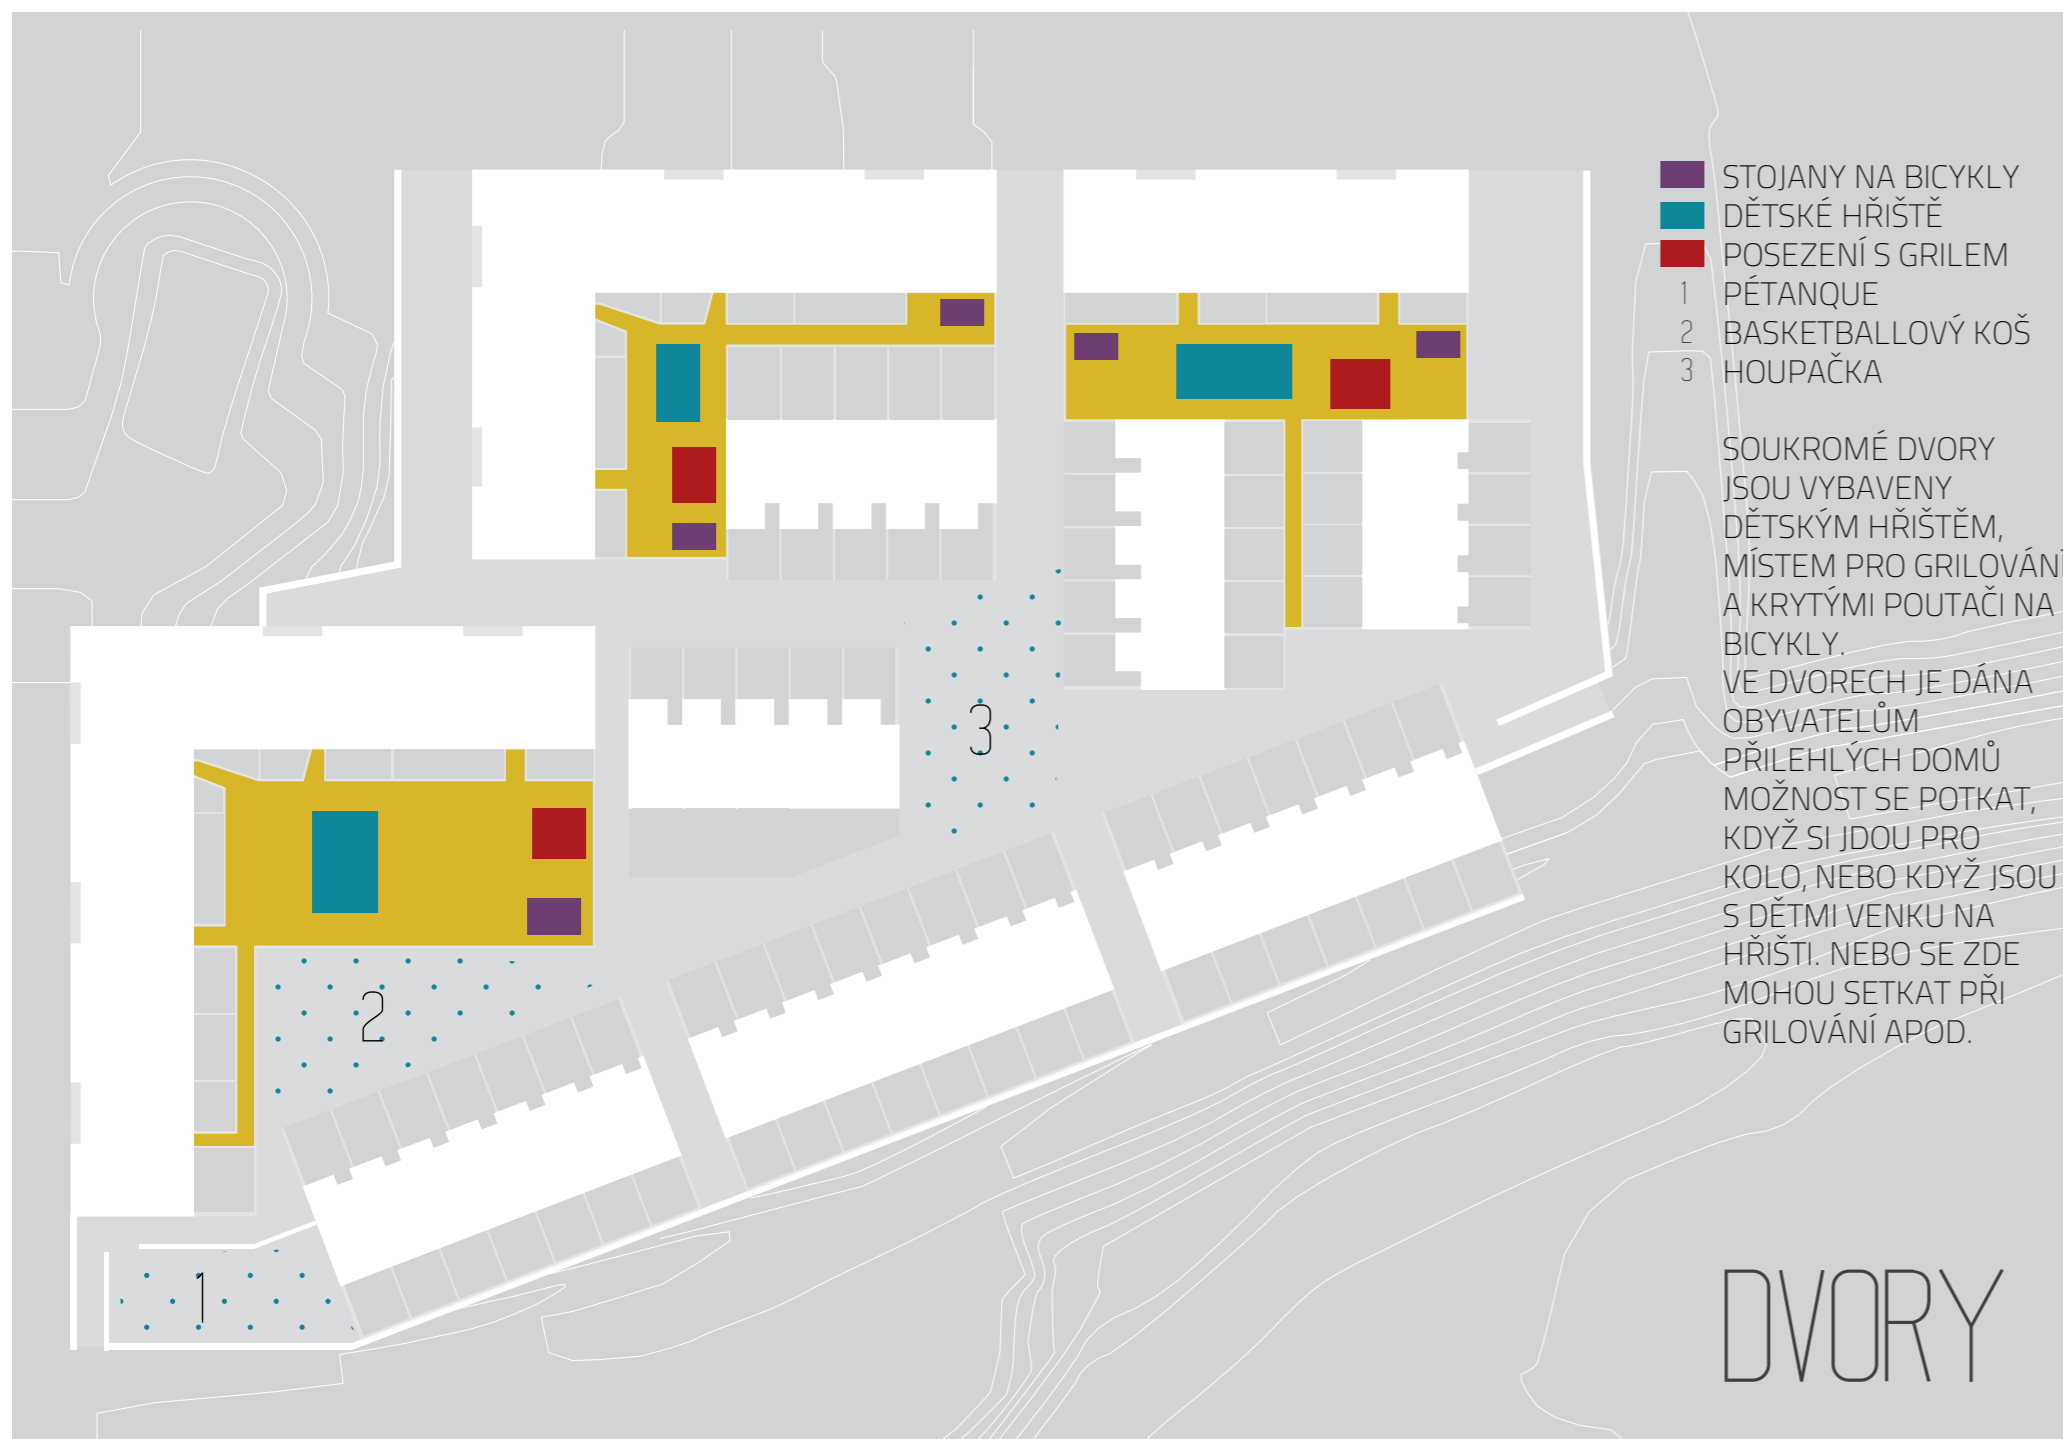 STOJANY NA BICYKLY
DĚTSKÉ HŘIŠTĚ
POSEZENÍ S GRILEM
1 PÉTANQUE
2 BASKETBALLOVÝ KOŠ
3 HOUPAČKA
SOUKROMÉ DVORY
JSOU VYBAVENY
DĚTSKÝM HŘIŠTĚM,
MÍSTEM PRO GRILOVÁNÍ
A KRYTÝMI POUTAČI NA
BICYKLY.
VE DVORECH JE DÁNA
OBYVATELŮM
PŘILEHLÝCH DOMŮ
MOŽNOST SE POTKAT,
KDYŽ SI JDOU PRO
KOLO, NEBO KDYŽ JSOU
S DĚTMI VENKU NA
HŘIŠTI. NEBO SE ZDE
MOHOU SETKAT PŘI
GRILOVÁNÍ APOD.
3
2
1
DVORY